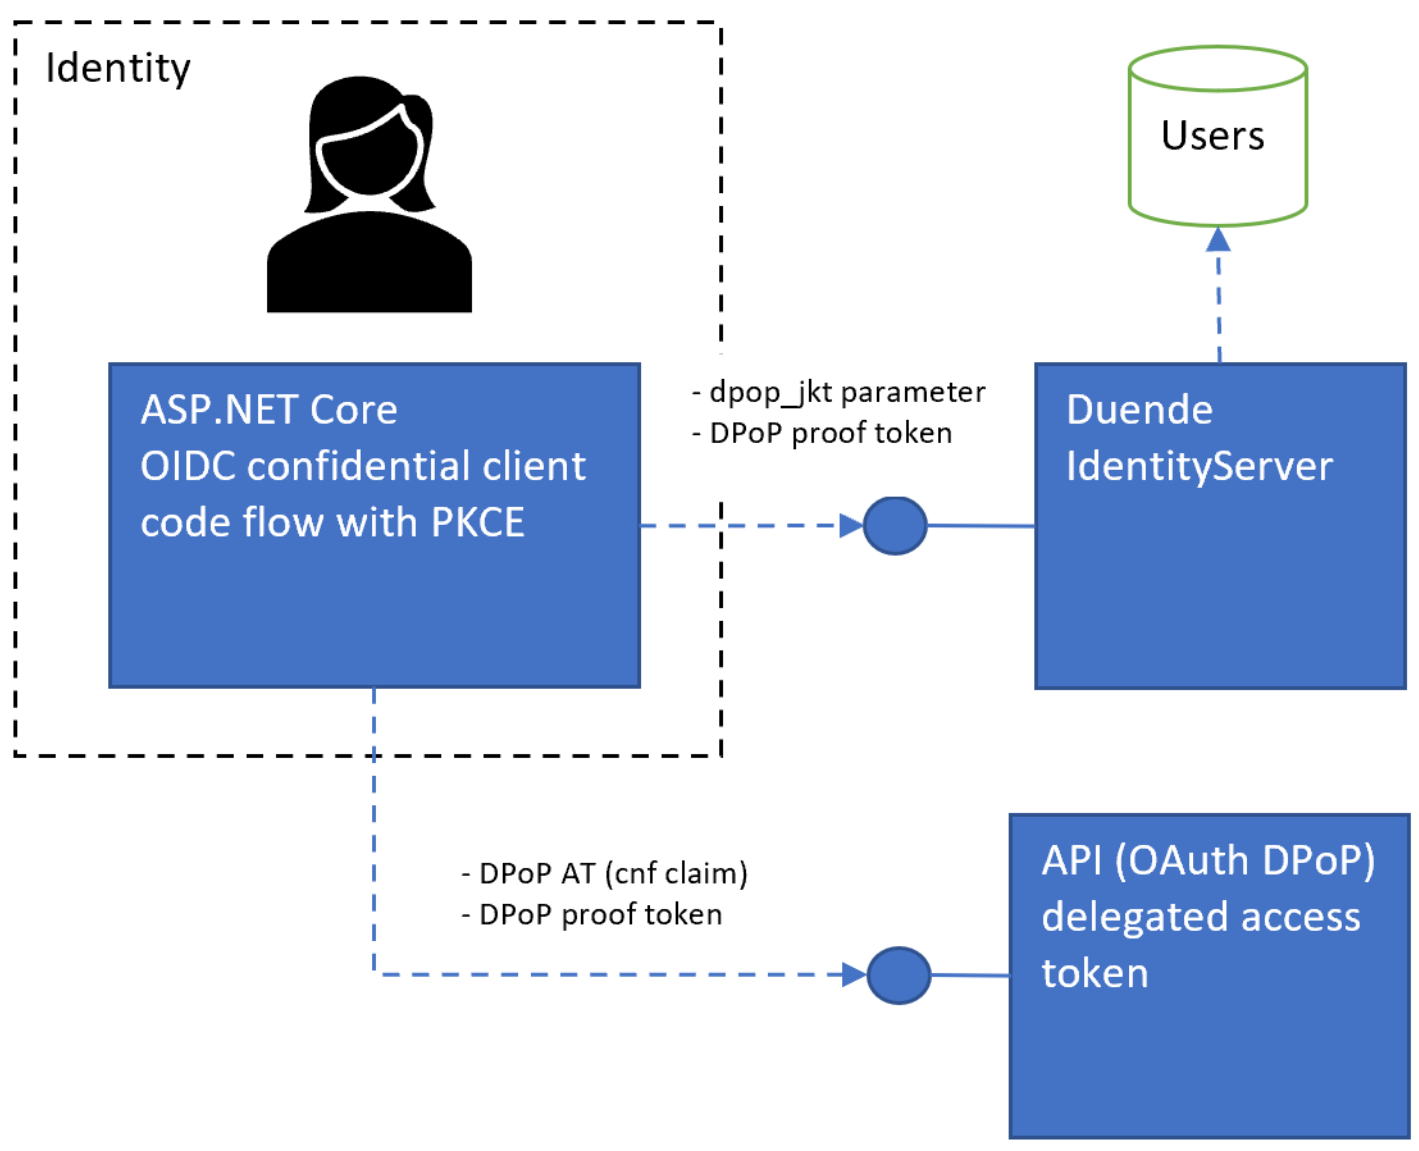 Identity
Users
ASP.NET Core
OIDC confidential client
code flow with PKCE
- dpop_jkt parameter
- DPoP proof token
Duende
IdentityServer
- DPoP AT (cnf claim)
- DPoP proof token
API (OAuth DPoP)
delegated access
token